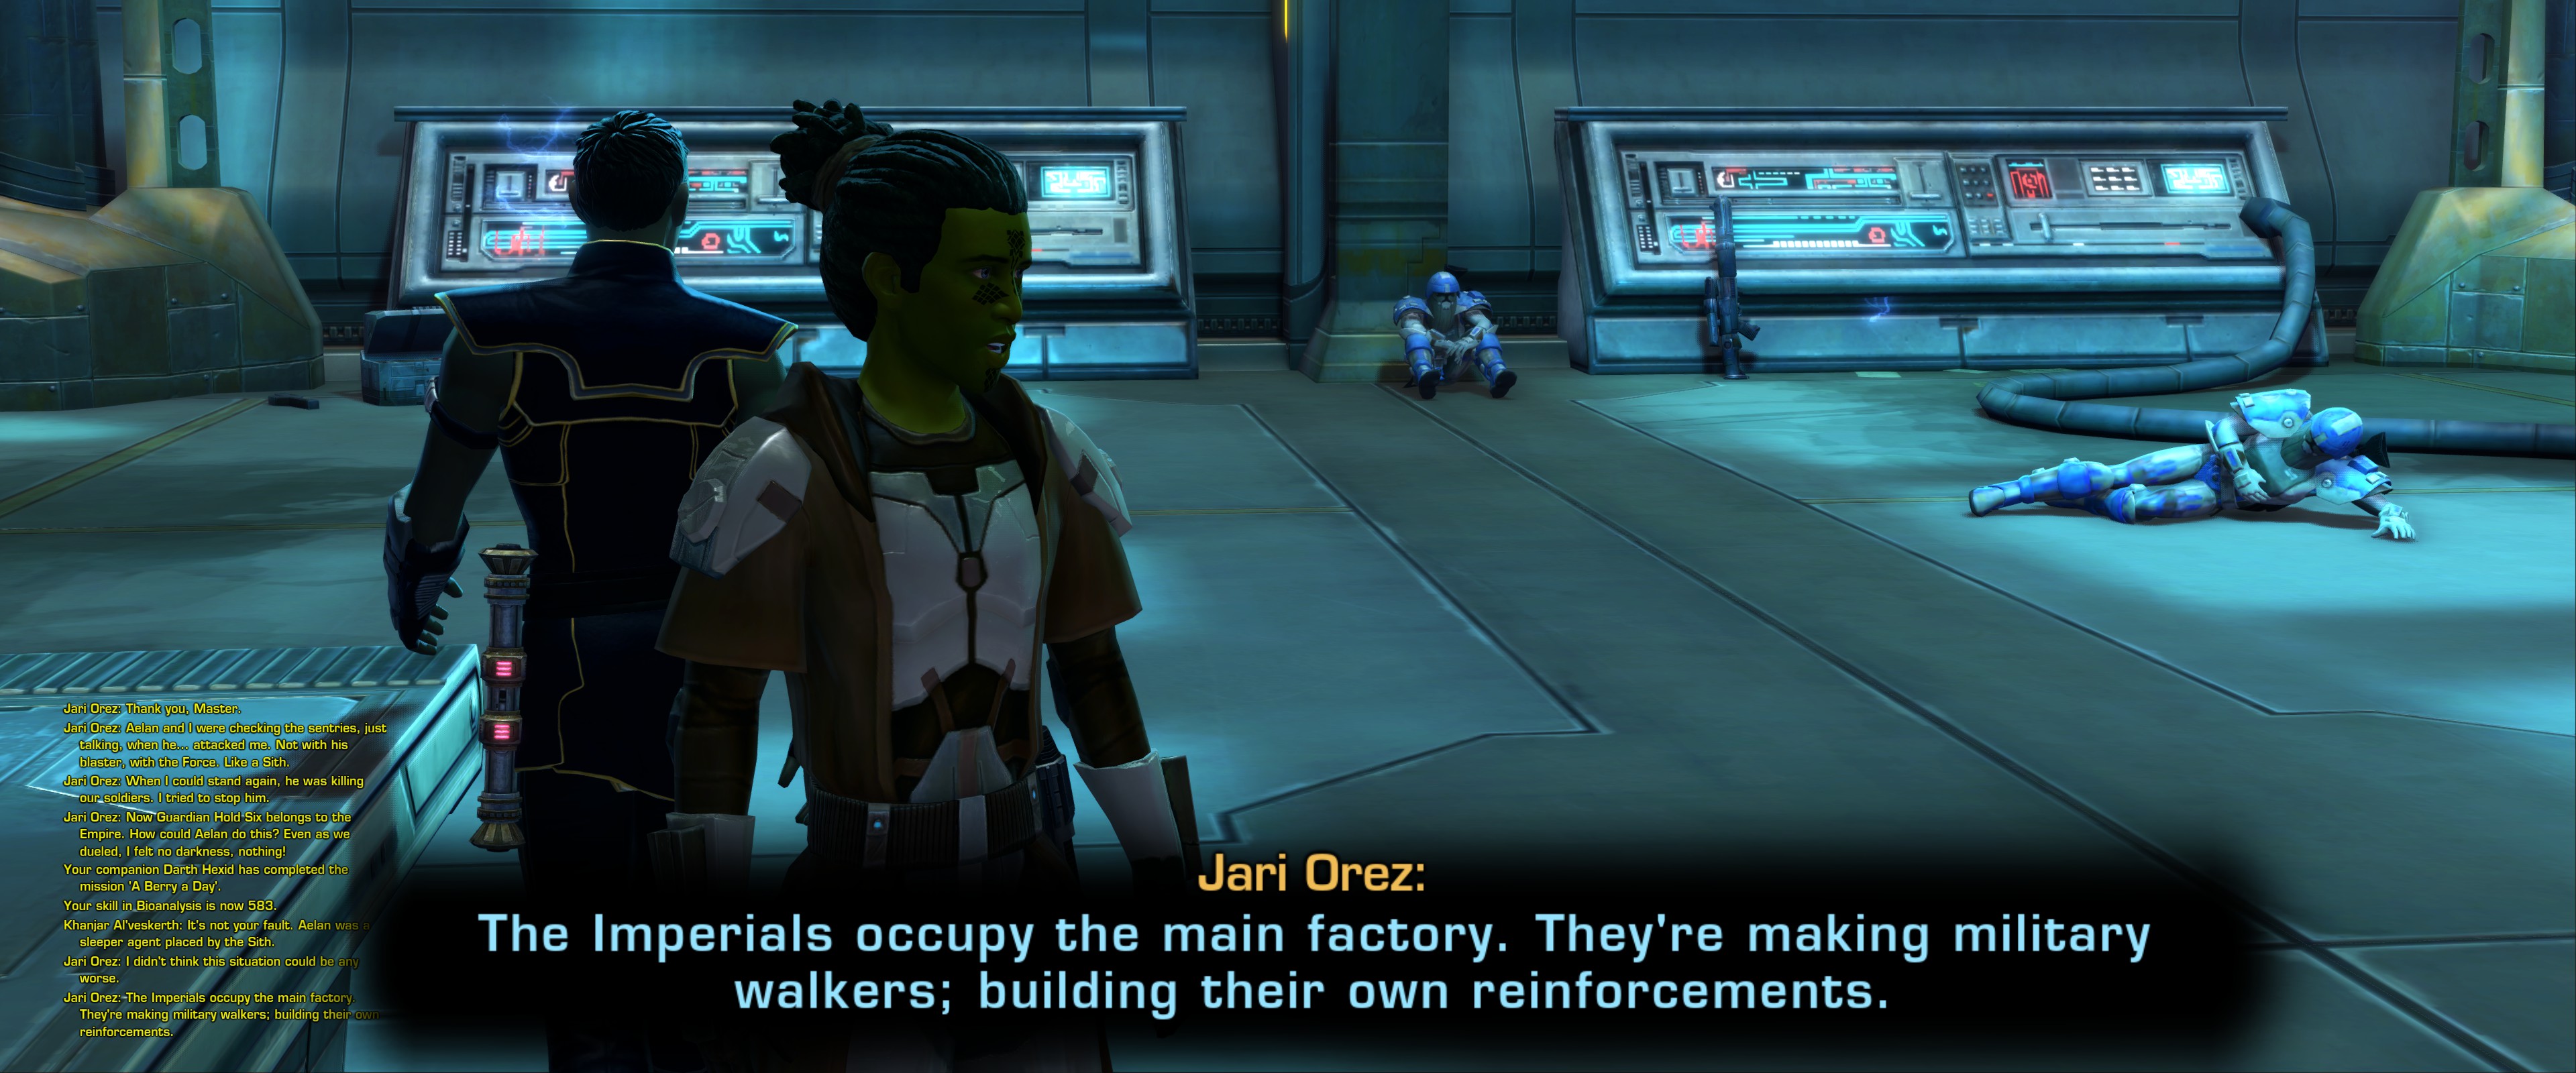 Jari Orez: Thank you, Master.
Jari Orez: Aelan and I were checking the sentries, just
talking, when he... attacked me. Not with his
blaster, with the Force. Like a Sith.
Jari Orez: When I could stand again, he was killing
our soldiers. I tried to stop him.
Jari Orez: Now Guardian Hold Six belongs to the
Empire. How could Aelan do this? Even as we
dueled, I felt no darkness, nothing!
Your companion Darth Hexid has completed the
mission 'A Berry a Day'.
Your skill in Bioanalysis is now 583.
Khanjar Al'veskerth: It's not your fault. Aelan was a
sleeper agent placed by the Sith.
Jari Orez: I didn't think this situation could be any
worse.
Jari Orez: The Imperials occupy the main factory.
They're making military walkers; building their own
reinforcements.
Jari Orez:
The Imperials occupy the main factory. They're making military
walkers; building their own reinforcements.